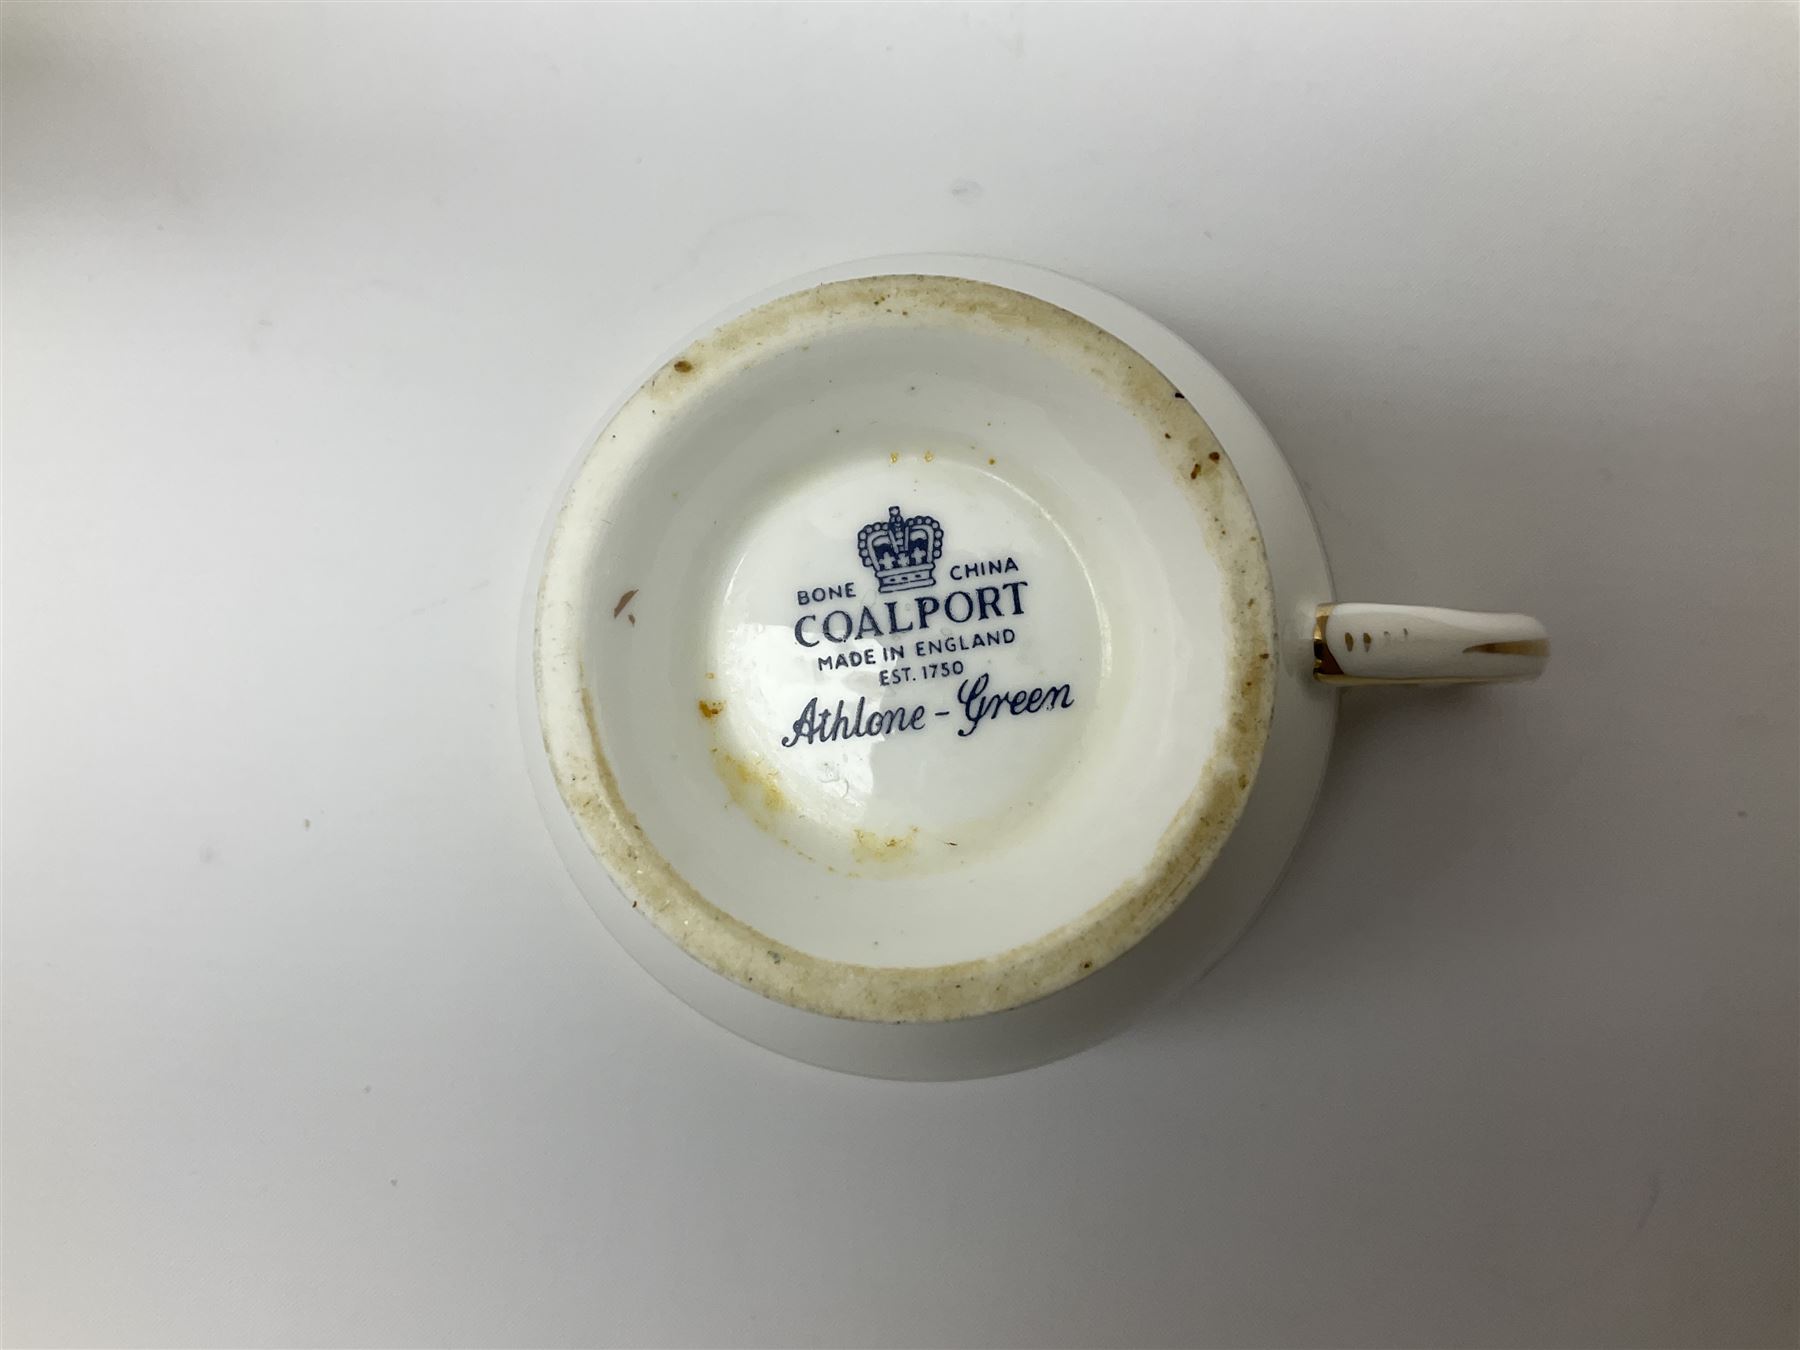 BONE CHINA
COALPORT
MADE IN ENGLAND
EST. 1750
Athlone - Green